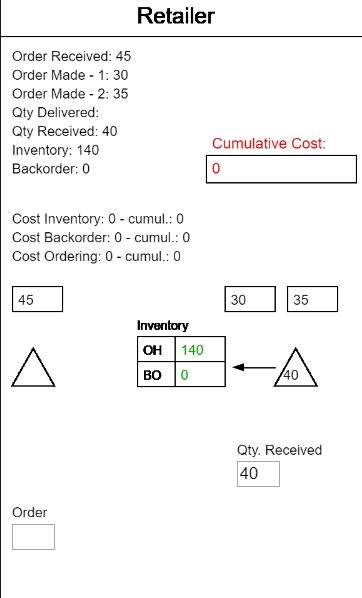 Retailer
Order Received: 45
Order Made - 1: 30
Order Made - 2: 35
Qty Delivered:
Qty Received: 40
Inventory: 140
Backorder: 0
Cumulative Cost:
0
Cost Inventory: 0 - cumul.: 0
Cost Backorder: 0 - cumul.: 0
Cost Ordering: 0 - cumul.: 0
45 30 35
Inventory
OH 140
BO 0
40
Qty. Received
40
Order